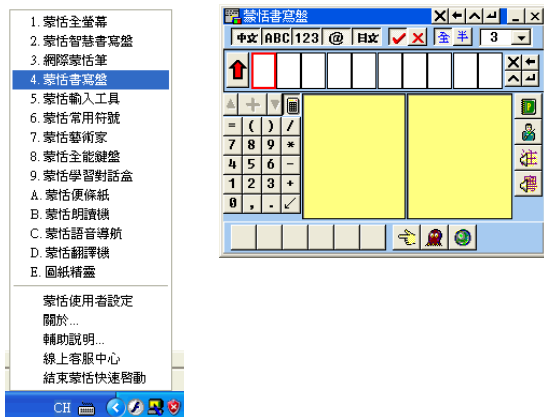 1. 蒙恬全螢幕
2. 蒙恬智慧書寫盤
3. 網際蒙恬筆
4. 蒙恬書寫盤
5. 蒙恬輸入工具
6. 蒙恬常用符號
7. 蒙恬藝術家
8. 蒙恬全能鍵盤
9. 蒙恬學習對話盒
A. 蒙恬便條紙
B. 蒙恬朗讀機
C. 蒙恬語音導航
D. 蒙恬翻譯機
E. 圖紙精靈
蒙恬使用者設定
關於...
輔助說明...
線上客服中心
結束蒙恬快速啓動
CH
蒙恬書寫盤
中文 ABC 123 @ 日文 全 半 3
= ( ) /
7 8 9 *
4 5 6 -
1 2 3 +
0 , .